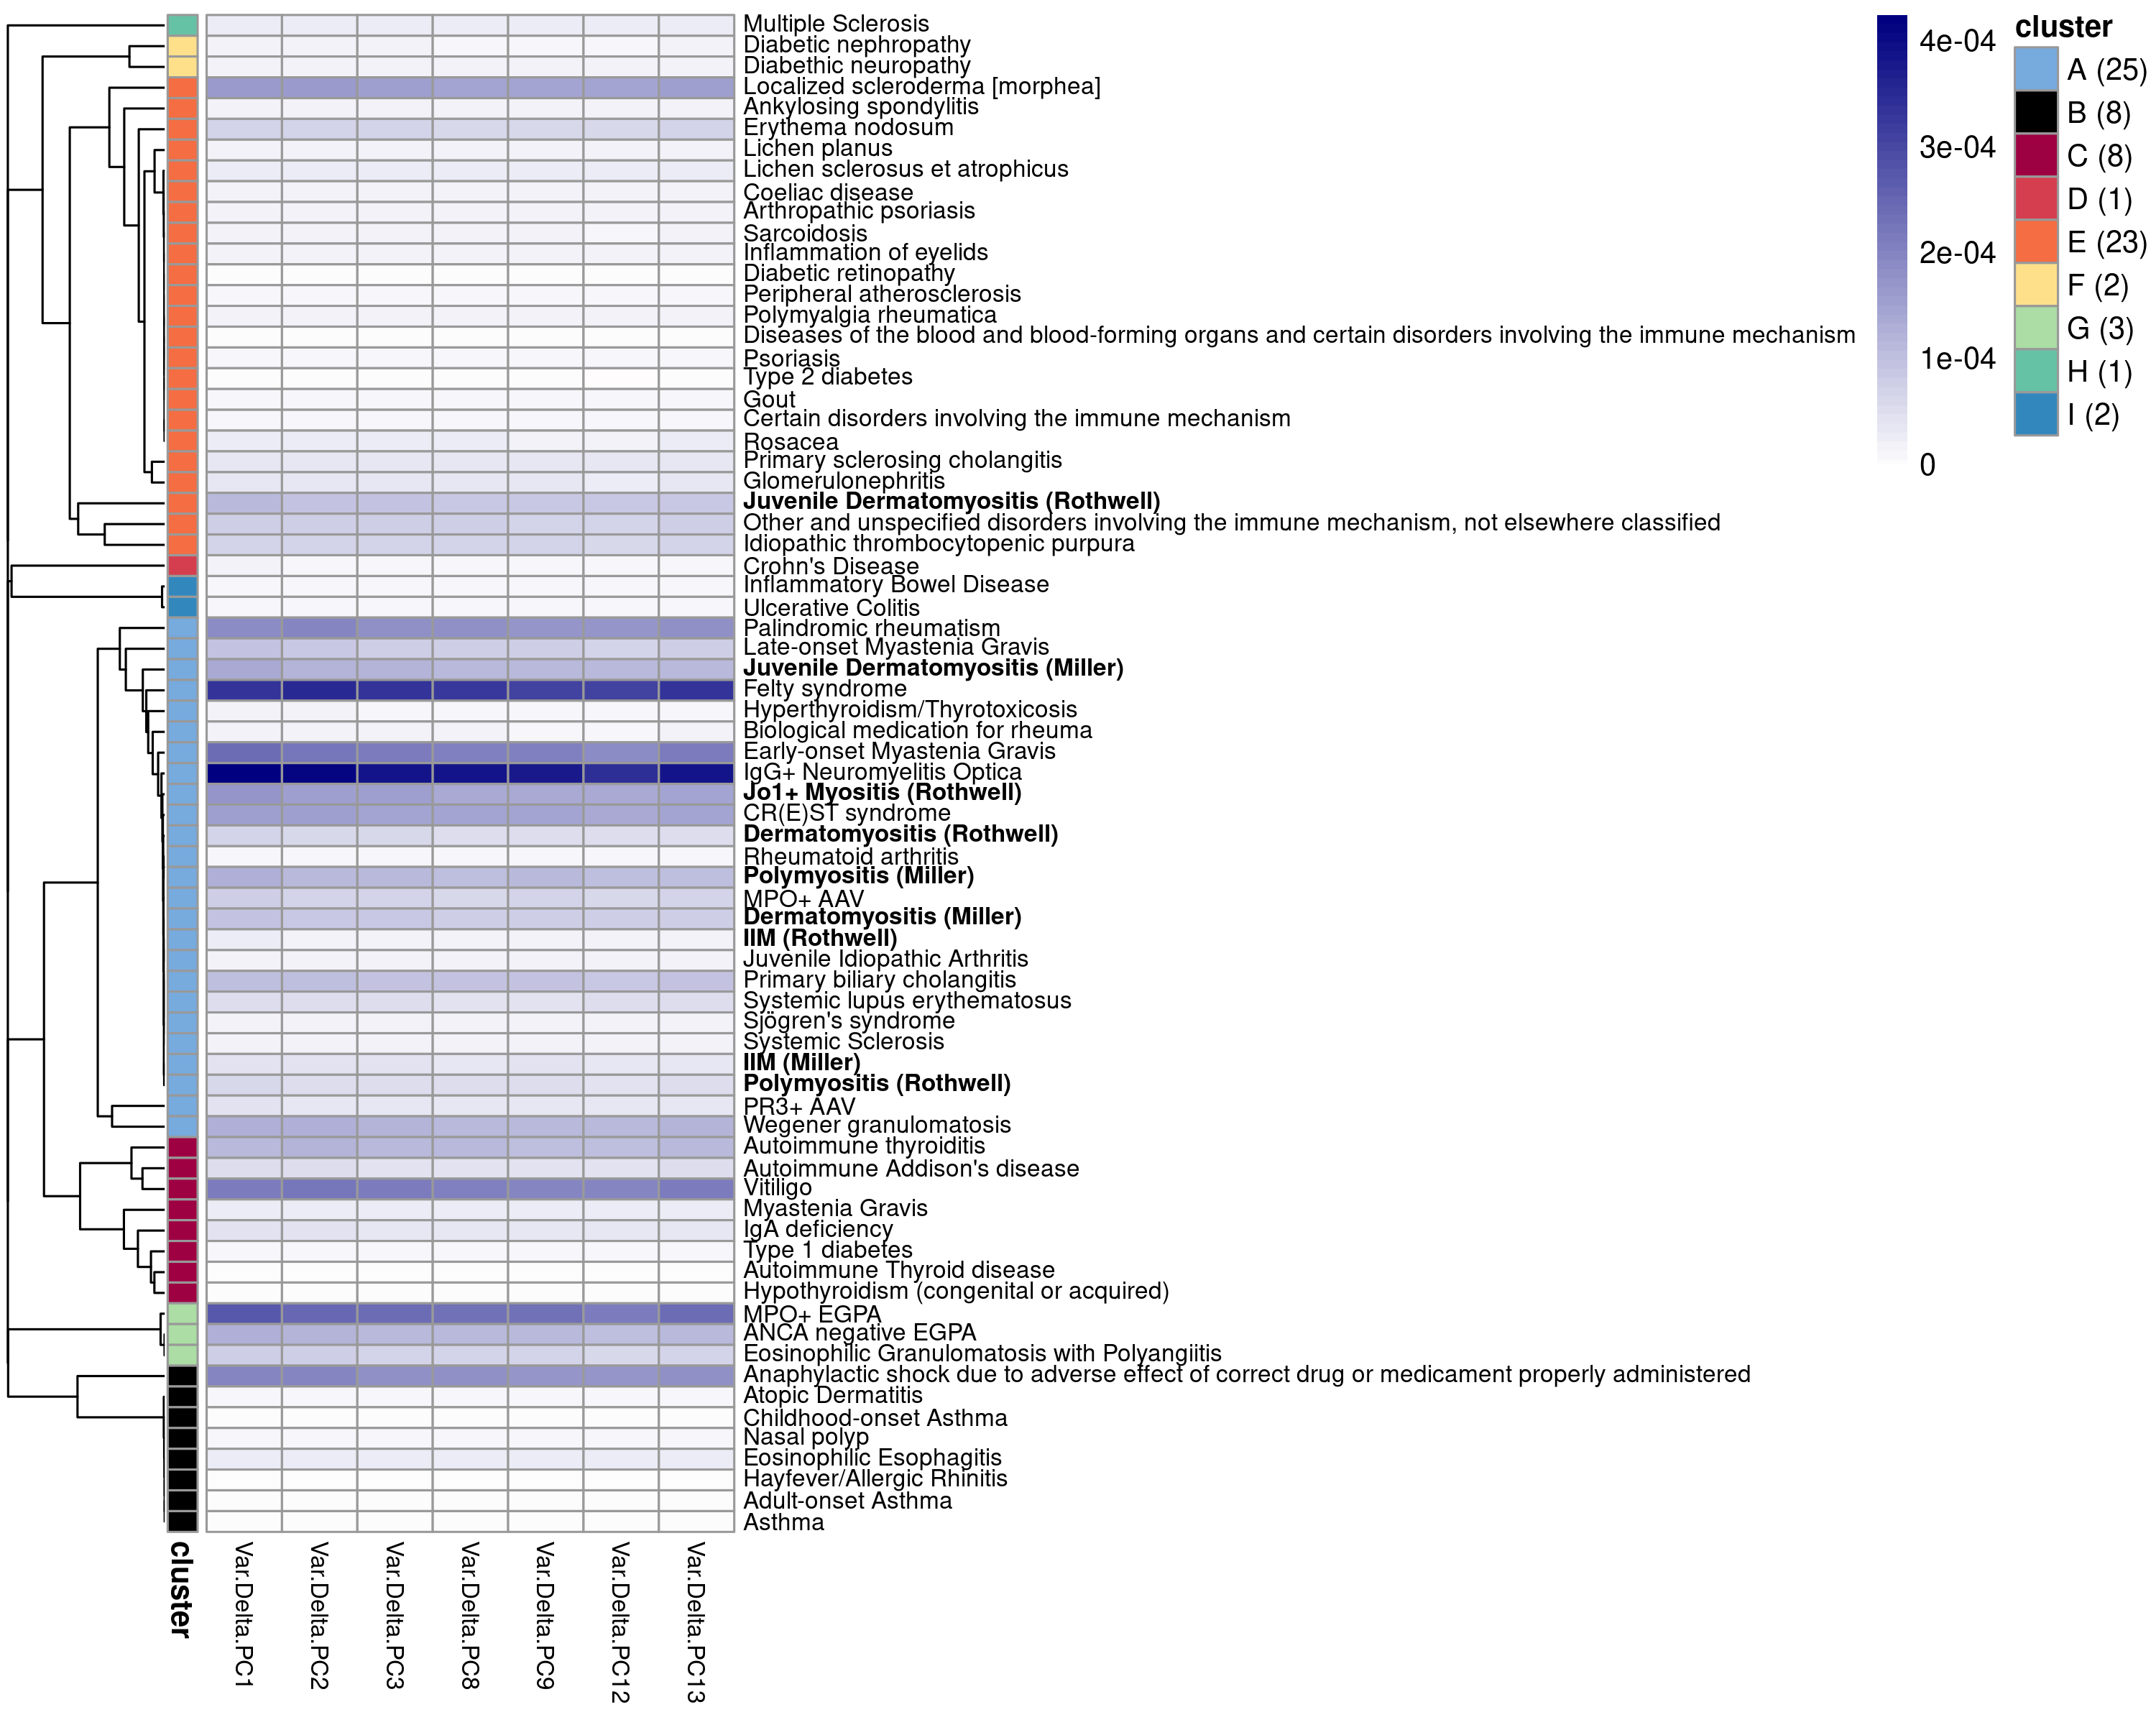 Multiple Sclerosis
Diabetic nephropathy
Diabethic neuropathy
Localized scleroderma [morphea]
Ankylosing spondylitis
Erythema nodosum
Lichen planus
Lichen sclerosus et atrophicus
Coeliac disease
Arthropathic psoriasis
Sarcoidosis
Inflammation of eyelids
Diabetic retinopathy
Peripheral atherosclerosis
Polymyalgia rheumatica
Diseases of the blood and blood-forming organs and certain disorders involving the immune mechanism
Psoriasis
Type 2 diabetes
Gout
Certain disorders involving the immune mechanism
Rosacea
Primary sclerosing cholangitis
Glomerulonephritis
Juvenile Dermatomyositis (Rothwell)
Other and unspecified disorders involving the immune mechanism, not elsewhere classified
Idiopathic thrombocytopenic purpura
Crohn's Disease
Inflammatory Bowel Disease
Ulcerative Colitis
Palindromic rheumatism
Late-onset Myastenia Gravis
Juvenile Dermatomyositis (Miller)
Felty syndrome
Hyperthyroidism/Thyrotoxicosis
Biological medication for rheuma
Early-onset Myastenia Gravis
IgG+ Neuromyelitis Optica
Jo1+ Myositis (Rothwell)
CR(E)ST syndrome
Dermatomyositis (Rothwell)
Rheumatoid arthritis
Polymyositis (Miller)
MPO+ AAV
Dermatomyositis (Miller)
IIM (Rothwell)
Juvenile Idiopathic Arthritis
Primary biliary cholangitis
Systemic lupus erythematosus
Sjögren's syndrome
Systemic Sclerosis
IIM (Miller)
Polymyositis (Rothwell)
PR3+ AAV
Wegener granulomatosis
Autoimmune thyroiditis
Autoimmune Addison's disease
Vitiligo
Myastenia Gravis
IgA deficiency
Type 1 diabetes
Autoimmune Thyroid disease
Hypothyroidism (congenital or acquired)
MPO+ EGPA
ANCA negative EGPA
Eosinophilic Granulomatosis with Polyangiitis
Anaphylactic shock due to adverse effect of correct drug or medicament properly administered
Atopic Dermatitis
Childhood-onset Asthma
Nasal polyp
Eosinophilic Esophagitis
Hayfever/Allergic Rhinitis
Adult-onset Asthma
Asthma
cluster
Var.Delta.PC1
Var.Delta.PC2
Var.Delta.PC3
Var.Delta.PC8
Var.Delta.PC9
Var.Delta.PC12
Var.Delta.PC13
4e-04
3e-04
2e-04
1e-04
0
cluster
A (25)
B (8)
C (8)
D (1)
E (23)
F (2)
G (3)
H (1)
I (2)